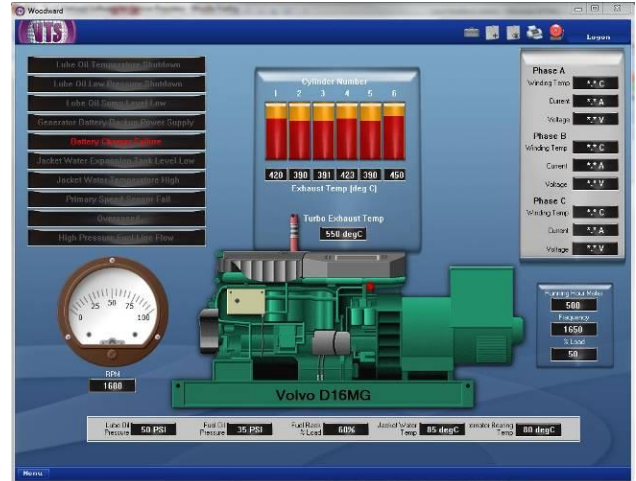 Woodward
VTS
Logon
Lube Oil Temperature Shutdown
Lube Oil Low Pressure Shutdown
Lube Oil Sump Level Low
Generator Battery Backup Power Supply
Battery Charger Failure
Jacket Water Expansion Tank Level Low
Jacket Water Temperature High
Primary Speed Sensor Fail
Overspeed
High Pressure Fuel Line Flow
Cylinder Number
1 2 3 4 5 6
420 390 391 423 390 450
Exhaust Temp (deg C)
Turbo Exhaust Temp
550 degC
Phase A
Winding Temp *.* C
Current *.* A
Voltage *.* V
Phase B
Winding Temp *.* C
Current *.* A
Voltage *.* V
Phase C
Winding Temp *.* C
Current *.* A
Voltage *.* V
Running Hour Meter
500
Frequency
1650
% Load
50
0 25 50 75 100
RPM
1600
Volvo D16MG
Lube Oil Pressure 50 PSI
Fuel Oil Pressure 35 PSI
Fuel Rack % Load 60%
Jacket Water Temp 85 degC
enerator Bearing Temp 80 degC
Menu